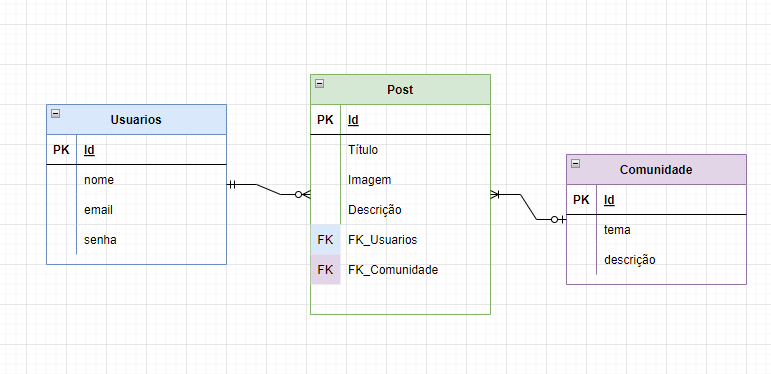 Usuarios
PK Id
nome
email
senha
Post
PK Id
Título
Imagem
Descrição
FK FK_Usuarios
FK FK_Comunidade
Comunidade
PK Id
tema
descrição